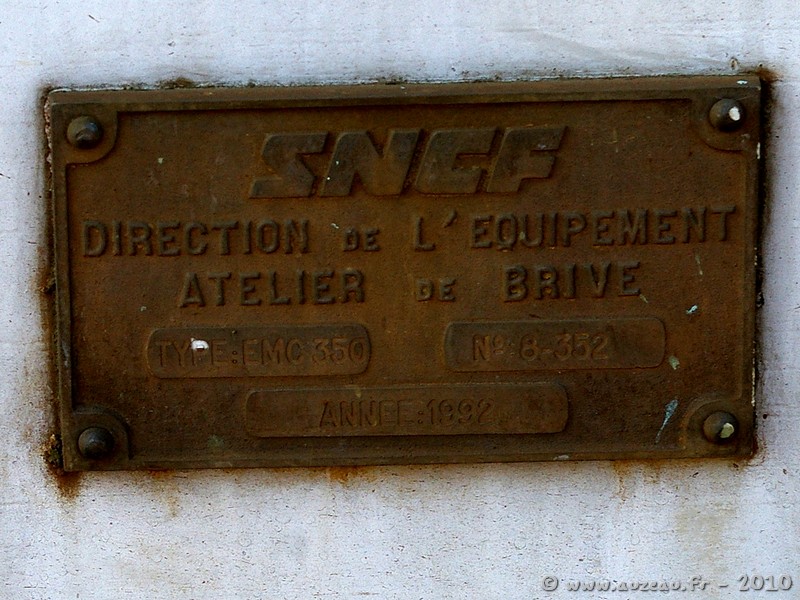 SNCF
DIRECTION DE L'EQUIPEMENT
ATELIER DE BRIVE
TYPE:EMC 350 Nº:8-352
ANNEE:1992
© www.auzeau.fr - 2010